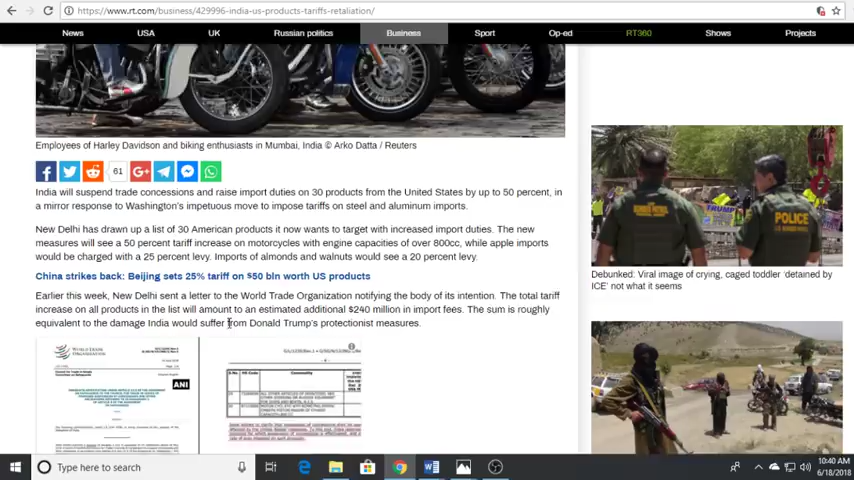 https://www.rt.com/business/429996-india-us-products-tariffs-retaliation/
News USA UK Russian politics Business Sport Op-ed RT360 Shows Projects
Employees of Harley Davidson and biking enthusiasts in Mumbai, India © Arko Datta / Reuters
61
India will suspend trade concessions and raise import duties on 30 products from the United States by up to 50 percent, in
a mirror response to Washington's impetuous move to impose tariffs on steel and aluminum imports.
New Delhi has drawn up a list of 30 American products it now wants to target with increased import duties. The new
measures will see a 50 percent tariff increase on motorcycles with engine capacities of over 800cc, while apple imports
would be charged with a 25 percent levy. Imports of almonds and walnuts would see a 20 percent levy.
China strikes back: Beijing sets 25% tariff on $50 bln worth US products
Earlier this week, New Delhi sent a letter to the World Trade Organization notifying the body of its intention. The total tariff
increase on all products in the list will amount to an estimated additional $240 million in import fees. The sum is roughly
equivalent to the damage India would suffer from Donald Trump's protectionist measures.
WORLD TRADE
ORGANIZATION
ANI
BORDER PATROL
POLICE
U.S. BORDER PATROL
TRUMP
Debunked: Viral image of crying, caged toddler 'detained by
ICE' not what it seems
Type here to search
10:40 AM
6/18/2018